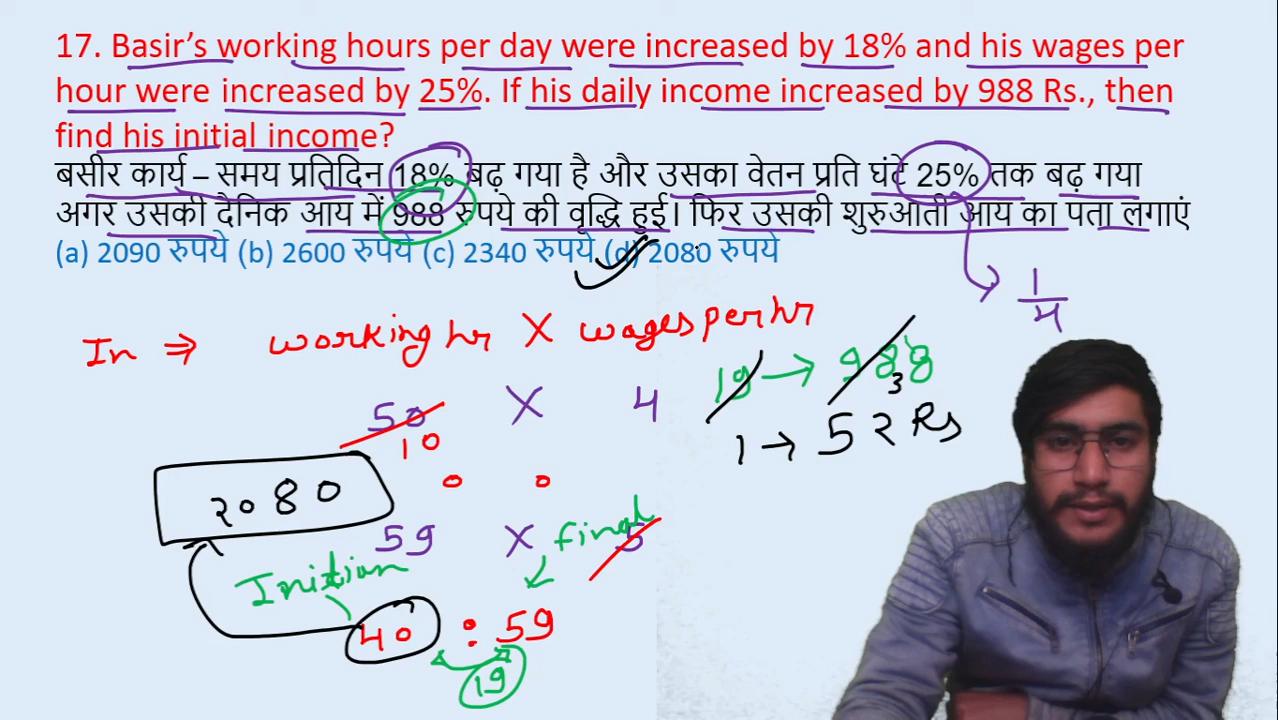 17. Basir’s working hours per day were increased by 18% and his wages per
hour were increased by 25%. If his daily income increased by 988 Rs., then
find his initial income?
बसीर कार्य – समय प्रतिदिन 18% बढ़ गया है और उसका वेतन प्रति घंटे 25% तक बढ़ गया
अगर उसकी दैनिक आय में 988 रुपये की वृद्धि हुई। फिर उसकी शुरुआती आय का पता लगाएं
(a) 2090 रुपये (b) 2600 रुपये (c) 2340 रुपये (d) 2080 रुपये
1/4
In ⇒ working hr X wages per hr
19 → 988
3
50 X 4
10
1 → 52 Rs
2080
59 X 5
final
Initian
40 : 59
19